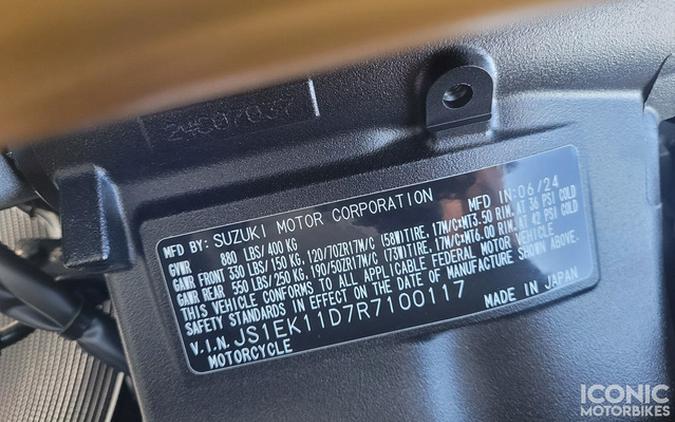 24C07037
MFD BY: SUZUKI MOTOR CORPORATION MFD IN:06/24
GVWR 880 LBS/400 KG
GAWR FRONT 330 LBS/150 KG. 120/70ZR17M/C (58W)TIRE. 17M/C×MT3.50 RIM. AT 36 PSI COLD
GAWR REAR 550 LBS/250 KG. 190/50ZR17M/C (73W)TIRE. 17M/C×MT6.00 RIM. AT 42 PSI COLD
THIS VEHICLE CONFORMS TO ALL APPLICABLE FEDERAL MOTOR VEHICLE
SAFETY STANDARDS IN EFFECT ON THE DATE OF MANUFACTURE SHOWN ABOVE.
V.I.N. JS1EK11D7R7100117 MADE IN JAPAN
MOTORCYCLE
ICONIC
MOTORBIKES